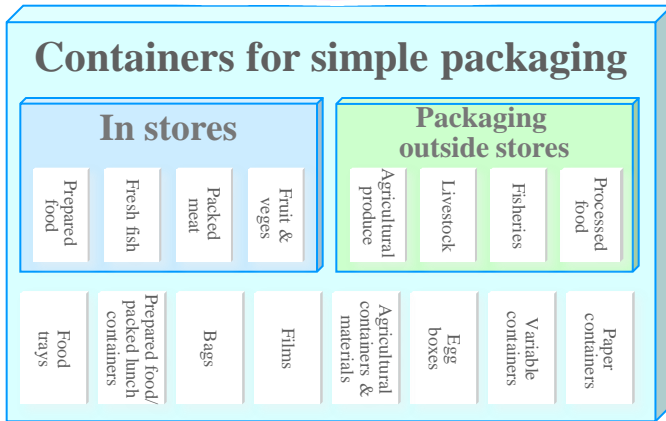 Containers for simple packaging
In stores
Packaging
outside stores
Prepared
food
Fresh fish
Packed
meat
Fruit &
veges
Agricultural
produce
Livestock
Fisheries
Processed
food
Food
trays
Prepared food/
packed lunch
containers
Bags
Films
Agricultural
containers &
materials
Egg
boxes
Variable
containers
Paper
containers